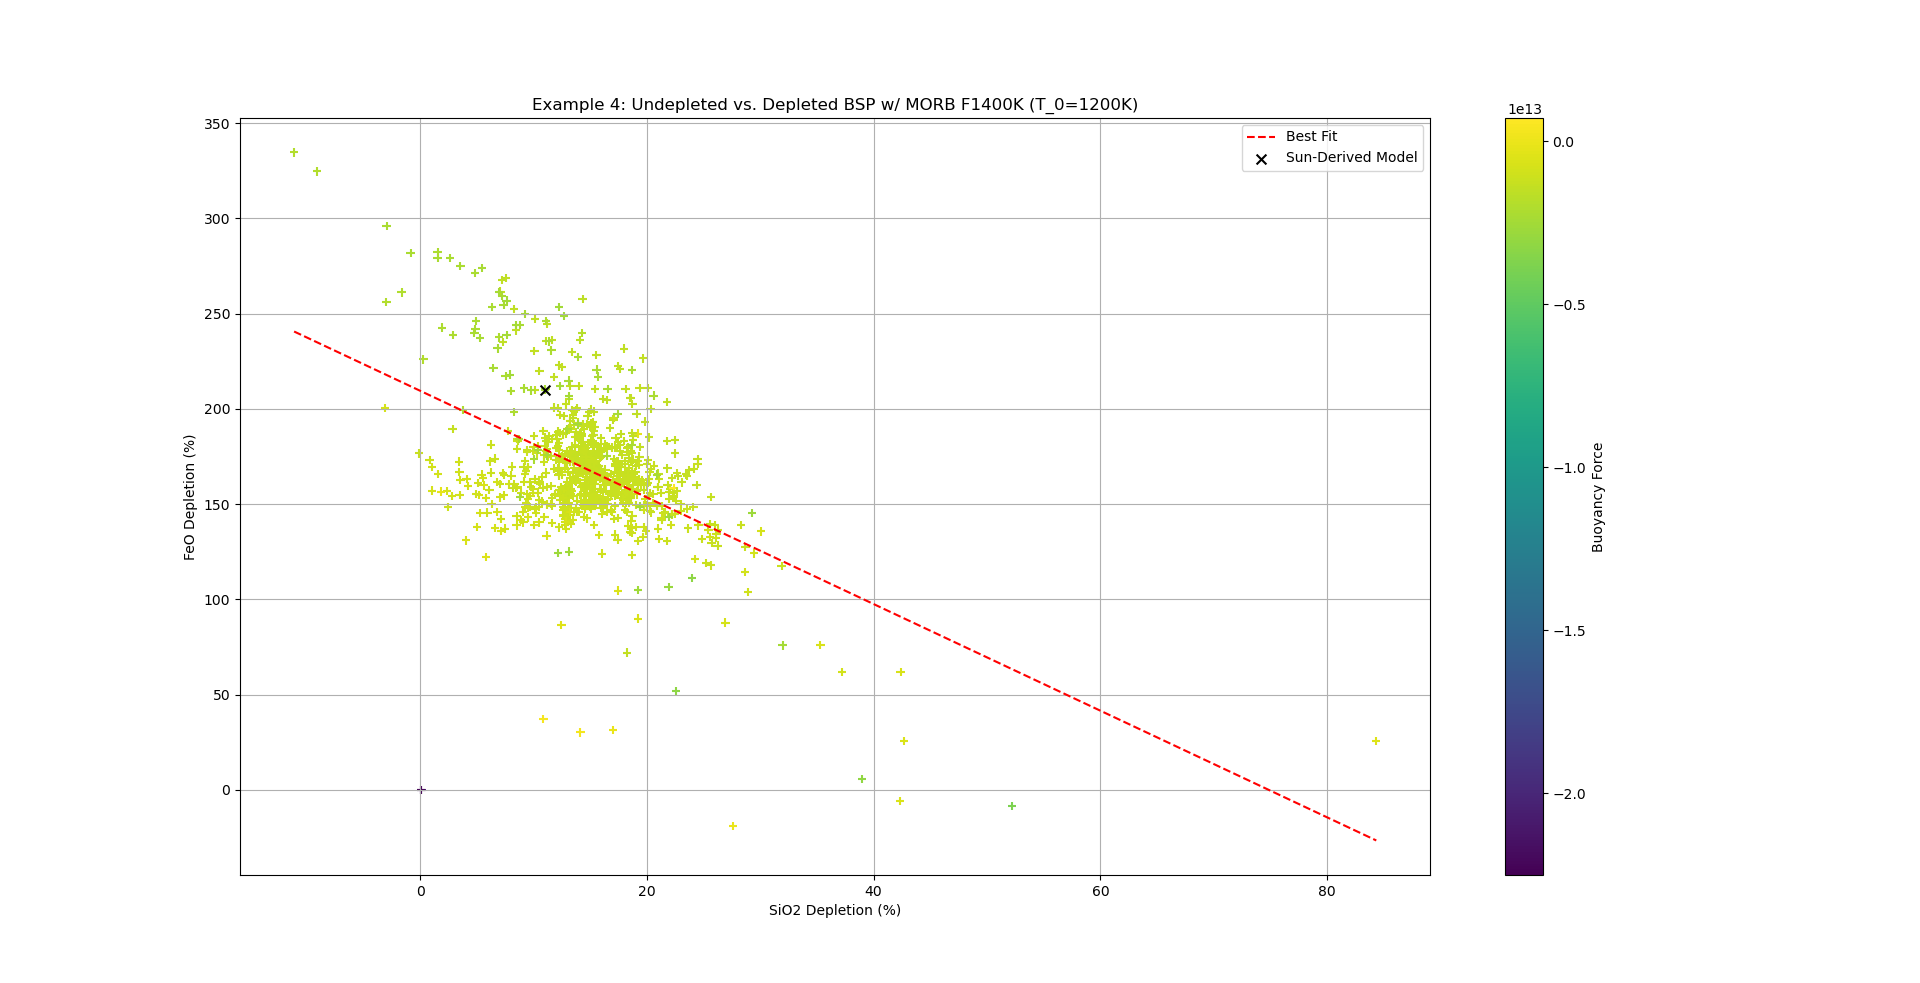 Example 4: Undepleted vs. Depleted BSP w/ MORB F1400K (T_0=1200K)
1e13
Best Fit
Sun-Derived Model
350
300
250
200
150
100
50
0
FeO Depletion (%)
0
20
40
60
80
SiO2 Depletion (%)
0.0
−0.5
−1.0
−1.5
−2.0
Buoyancy Force